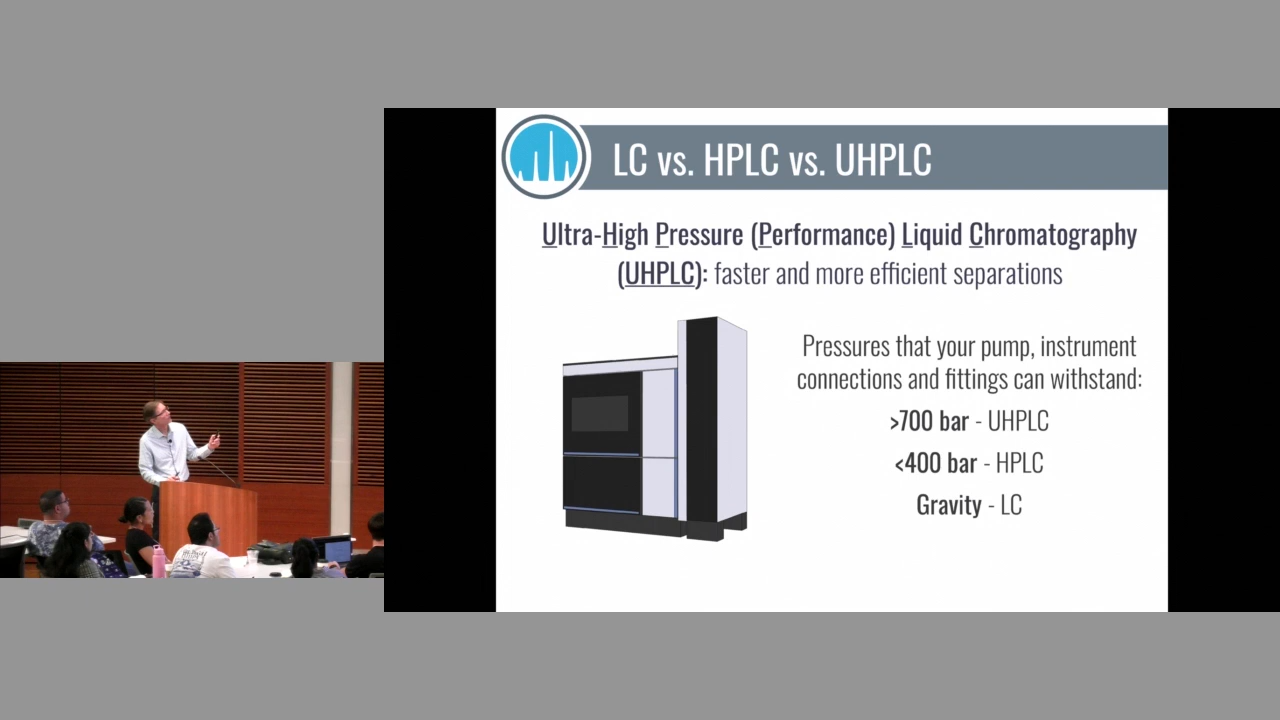 LC vs. HPLC vs. UHPLC
Ultra-High Pressure (Performance) Liquid Chromatography
(UHPLC): faster and more efficient separations
Pressures that your pump, instrument
connections and fittings can withstand:
>700 bar - UHPLC
<400 bar - HPLC
Gravity - LC